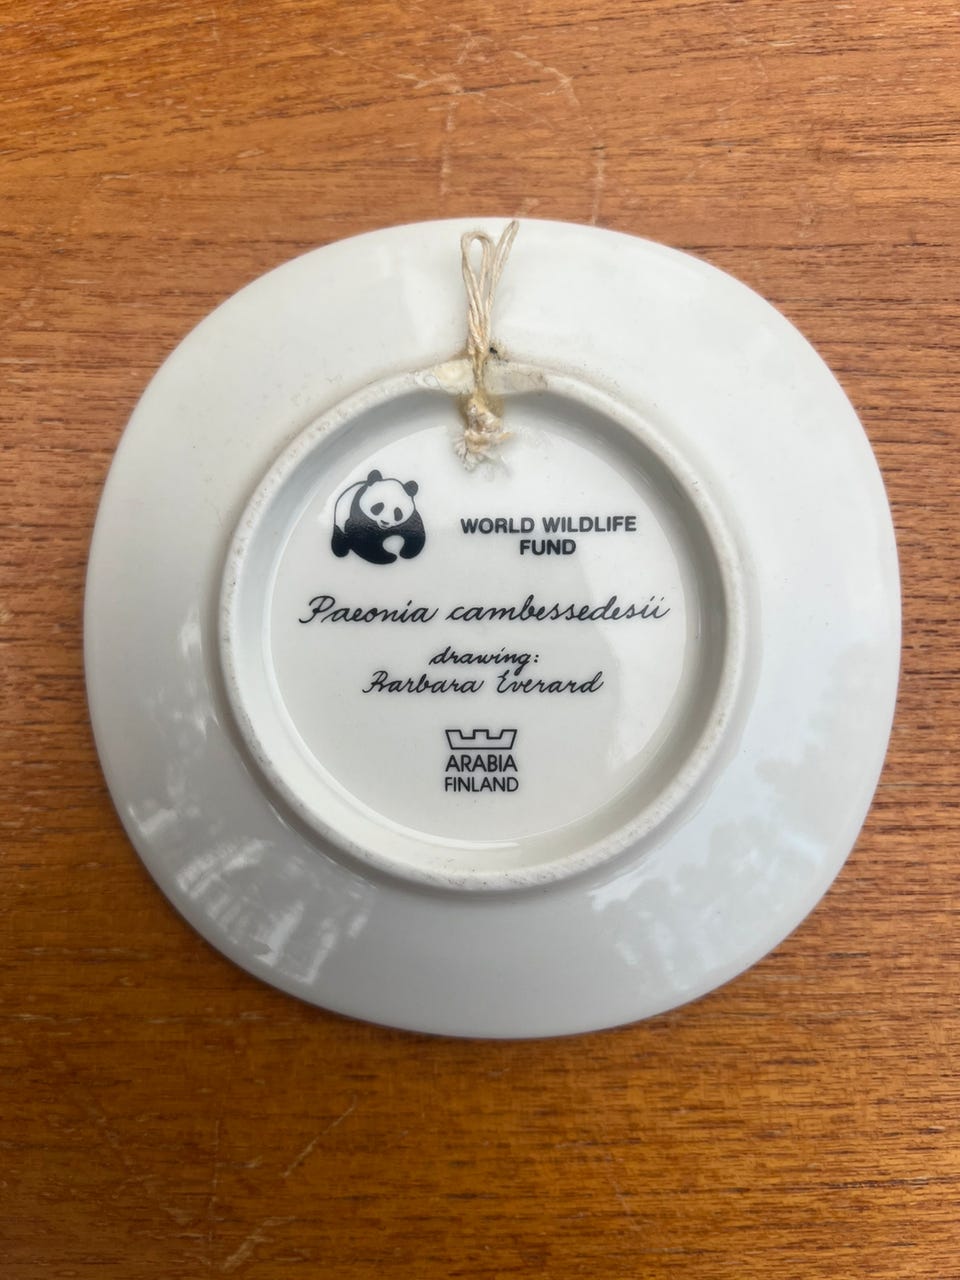 WORLD WILDLIFE
FUND
Paeonia cambessedesii
drawing:
Barbara Everard
ARABIA
FINLAND